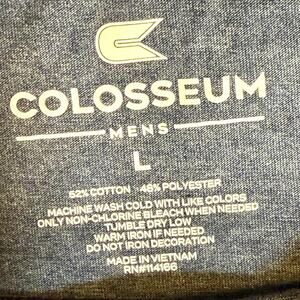 COLOSSEUM
MENS
L
52% COTTON 48% POLYESTER
MACHINE WASH COLD WITH LIKE COLORS
ONLY NON-CHLORINE BLEACH WHEN NEEDED
TUMBLE DRY LOW
WARM IRON IF NEEDED
DO NOT IRON DECORATION
MADE IN VIETNAM
RN#114166